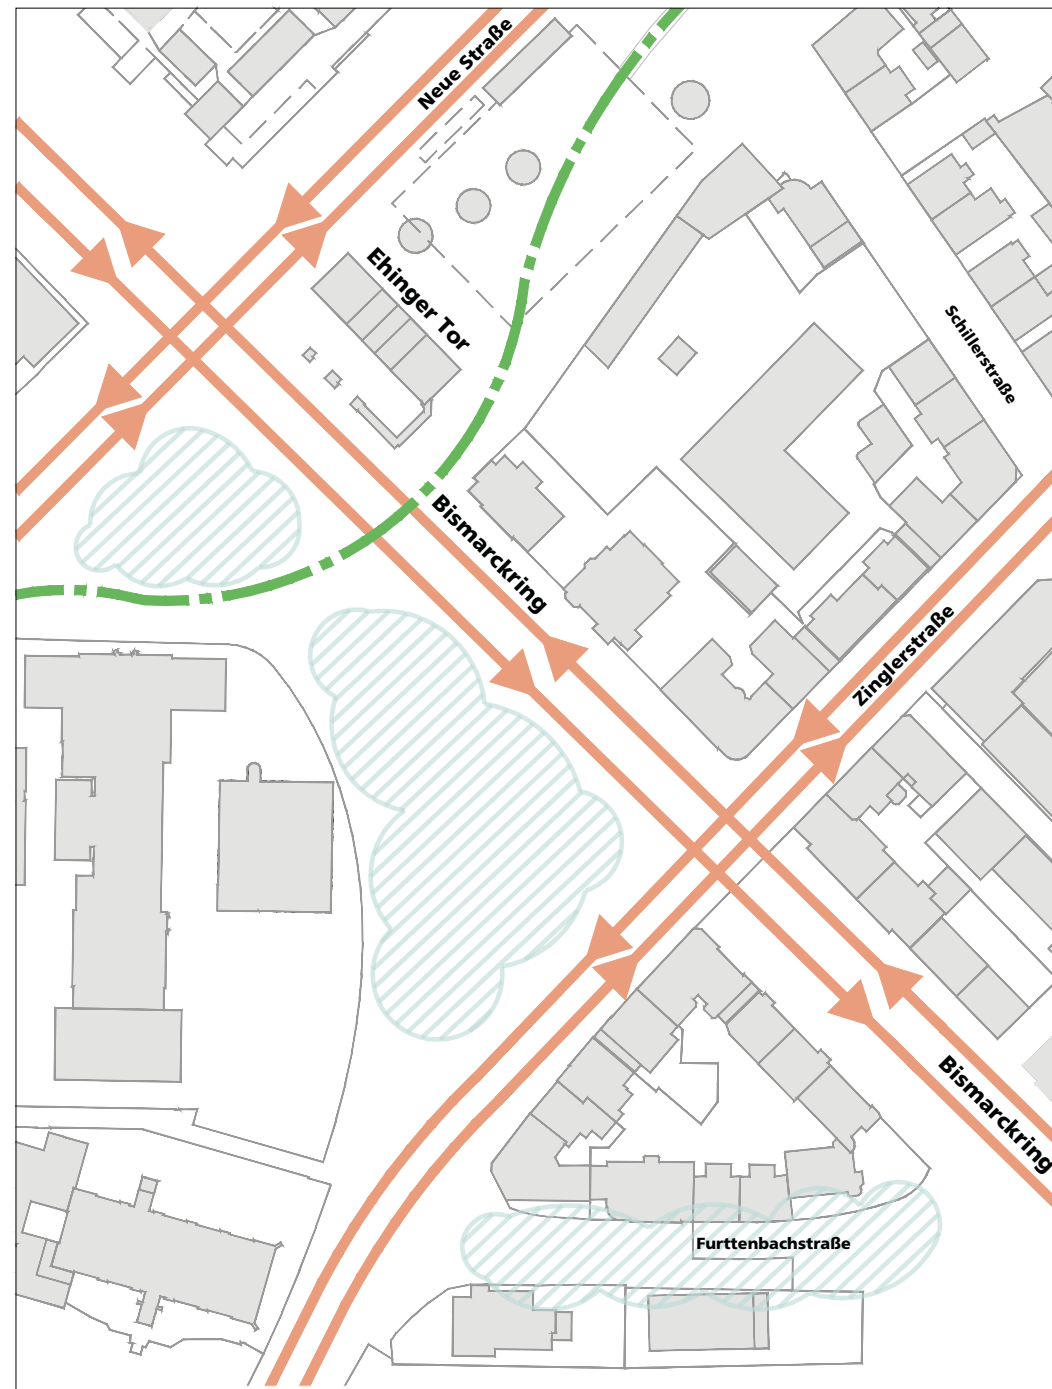 Neue Straße
Ehinger Tor
Schillerstraße
Bismarckring
Zinglerstraße
Bismarckring
Furttenbachstraße